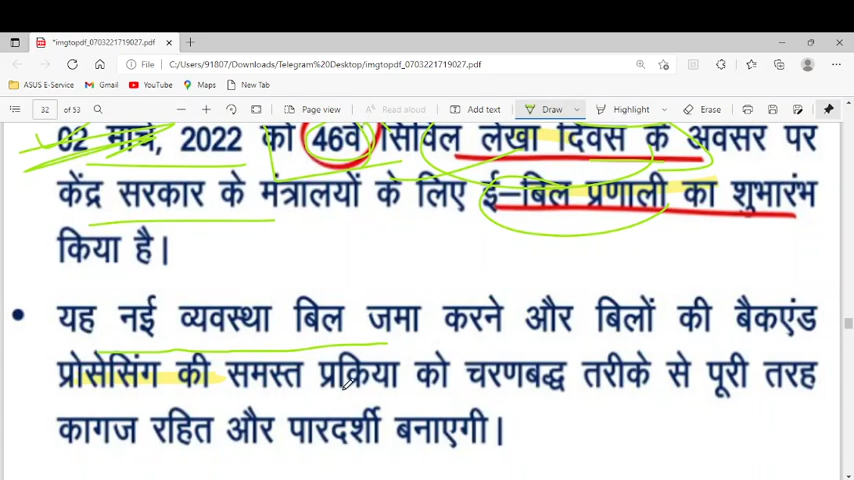 *imgtopdf_0703221719027.pdf
File C:/Users/91807/Downloads/Telegram%20Desktop/imgtopdf_0703221719027.pdf
ASUS E-Service Gmail YouTube Maps New Tab
32 of 53 Page view Read aloud Add text Draw Highlight Erase
02 मार्च, 2022 को 46वें सिविल लेखा दिवस के अवसर पर
केंद्र सरकार के मंत्रालयों के लिए ई–बिल प्रणाली का शुभारंभ
किया है।
• यह नई व्यवस्था बिल जमा करने और बिलों की बैकएंड
प्रोसेसिंग की समस्त प्रक्रिया को चरणबद्ध तरीके से पूरी तरह
कागज रहित और पारदर्शी बनाएगी।